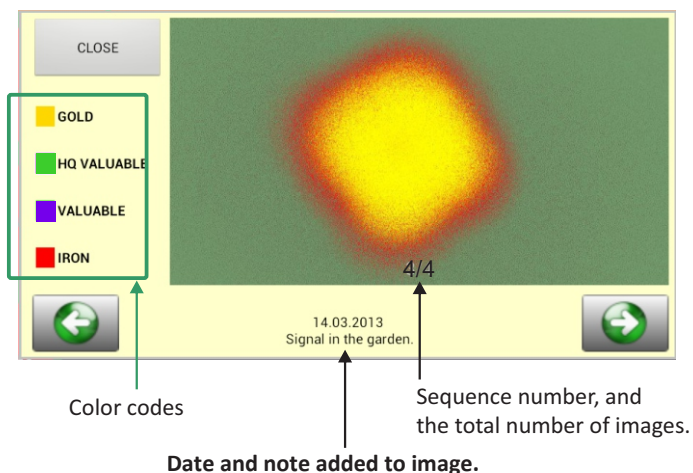 CLOSE
GOLD
HQ VALUABLE
VALUABLE
IRON
4/4
14.03.2013
Signal in the garden.
Color codes
Sequence number, and
the total number of images.
Date and note added to image.